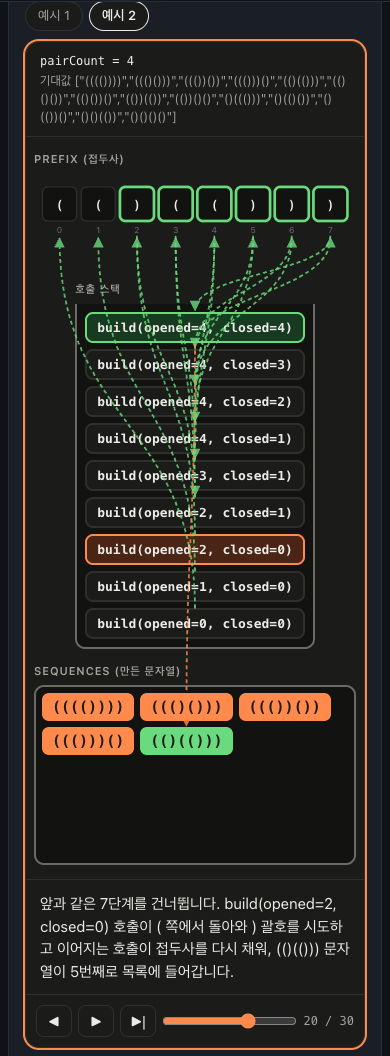 예시 1 예시 2
pairCount = 4
기대값 ["(((())))","((()()))","((())())","((()))()","(()(()))","(()
()())","(()())()","(())(())","(())()()","()((()))","()(()())","()
(())()","()()(())","()()()()"]
PREFIX (접두사)
( ( ) ( ( ) ) )
0 1 2 3 4 5 6 7
호출 스택
build(opened=4, closed=4)
build(opened=4, closed=3)
build(opened=4, closed=2)
build(opened=4, closed=1)
build(opened=3, closed=1)
build(opened=2, closed=1)
build(opened=2, closed=0)
build(opened=1, closed=0)
build(opened=0, closed=0)
SEQUENCES (만든 문자열)
(((()))) ((()())) ((())())
((()))() (()(()))
앞과 같은 7단계를 건너뜁니다. build(opened=2,
closed=0) 호출이 ( 쪽에서 돌아와 ) 괄호를 시도하
고 이어지는 호출이 접두사를 다시 채워, (()(())) 문자
열이 5번째로 목록에 들어갑니다.
◀ ▶ ▶| 20 / 30